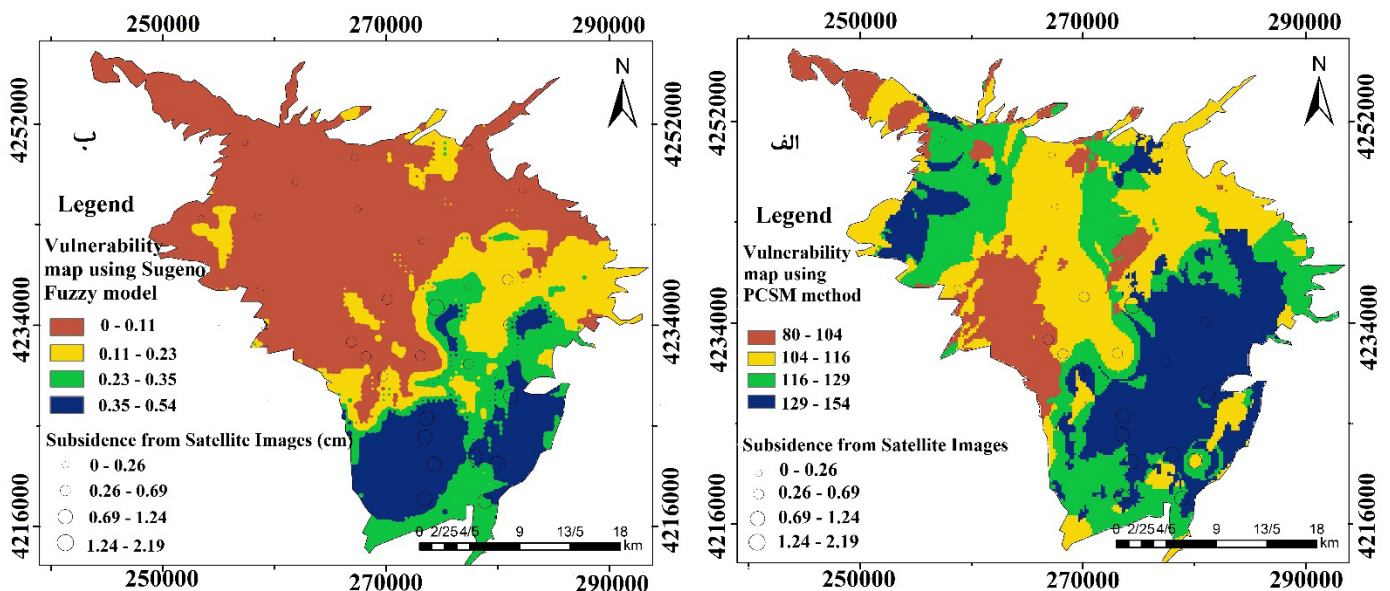 250000 270000 290000
N
4252000
4234000
4216000
ب
Legend
Vulnerability
map using Sugeno
Fuzzy model
0 - 0.11
0.11 - 0.23
0.23 - 0.35
0.35 - 0.54
Subsidence from Satellite Images (cm)
0 - 0.26
0.26 - 0.69
0.69 - 1.24
1.24 - 2.19
0 2/25 4/5 9 13/5 18
km
4252000
4234000
4216000
250000 270000 290000
250000 270000 290000
N
4252000
4234000
4216000
الف
Legend
Vulncrability
map using
PCSM method
80 - 104
104 - 116
116 - 129
129 - 154
Subsidence from Satellite Images
0 - 0.26
0.26 - 0.69
0.69 - 1.24
1.24 - 2.19
0 2/25 4/5 9 13/5 18
km
4252000
4234000
4216000
250000 270000 290000